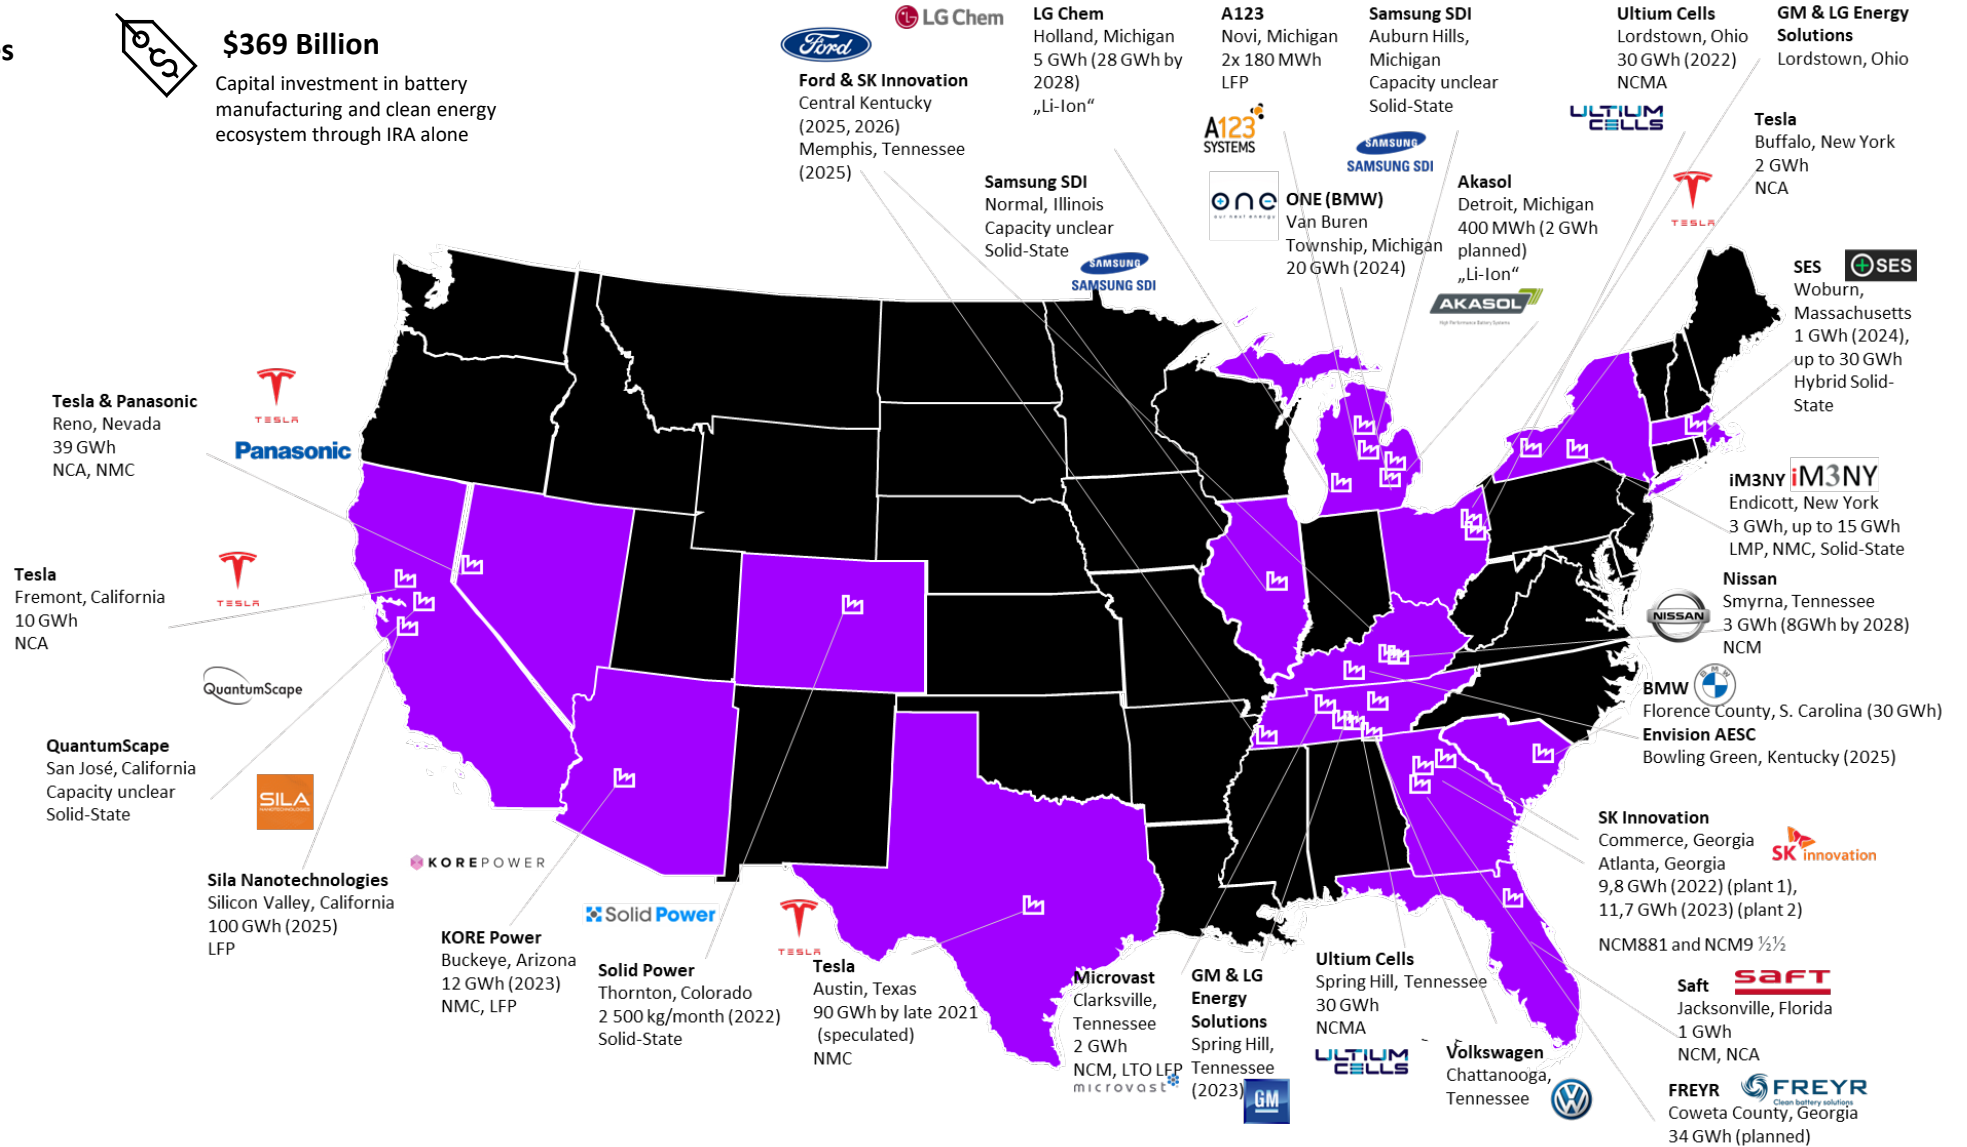 s
$369 Billion
Capital investment in battery
manufacturing and clean energy
ecosystem through IRA alone
Ford
Ford & SK Innovation
Central Kentucky
(2025, 2026)
Memphis, Tennessee
(2025)
LG Chem
LG Chem
Holland, Michigan
5 GWh (28 GWh by
2028)
„Li-Ion“
A123
Novi, Michigan
2x 180 MWh
LFP
A123
SYSTEMS
Samsung SDI
Auburn Hills,
Michigan
Capacity unclear
Solid-State
SAMSUNG
SAMSUNG SDI
Ultium Cells
Lordstown, Ohio
30 GWh (2022)
NCMA
ULTIUM
CELLS
GM & LG Energy
Solutions
Lordstown, Ohio
Tesla
Buffalo, New York
2 GWh
NCA
TESLA
Samsung SDI
Normal, Illinois
Capacity unclear
Solid-State
SAMSUNG
SAMSUNG SDI
one
our next energy
ONE (BMW)
Van Buren
Township, Michigan
20 GWh (2024)
Akasol
Detroit, Michigan
400 MWh (2 GWh
planned)
„Li-Ion“
AKASOL
High Performance Battery Systems
SES
SES
Woburn,
Massachusetts
1 GWh (2024),
up to 30 GWh
Hybrid Solid-
State
Tesla & Panasonic
Reno, Nevada
39 GWh
NCA, NMC
TESLA
Panasonic
iM3NY
iM3NY
Endicott, New York
3 GWh, up to 15 GWh
LMP, NMC, Solid-State
Tesla
Fremont, California
10 GWh
NCA
TESLA
NISSAN
Nissan
Smyrna, Tennessee
3 GWh (8GWh by 2028)
NCM
BMW
BMW
Florence County, S. Carolina (30 GWh)
Envision AESC
Bowling Green, Kentucky (2025)
QuantumScape
QuantumScape
San José, California
Capacity unclear
Solid-State
SILA
NANOTECHNOLOGIES
Sila Nanotechnologies
Silicon Valley, California
100 GWh (2025)
LFP
KOREPOWER
KORE Power
Buckeye, Arizona
12 GWh (2023)
NMC, LFP
Solid Power
Solid Power
Thornton, Colorado
2 500 kg/month (2022)
Solid-State
TESLA
Tesla
Austin, Texas
90 GWh by late 2021
(speculated)
NMC
Microvast
Clarksville,
Tennessee
2 GWh
NCM, LTO LFP
microvast
GM & LG
Energy
Solutions
Spring Hill,
Tennessee
(2023)
GM
Ultium Cells
Spring Hill, Tennessee
30 GWh
NCMA
ULTIUM
CELLS
Volkswagen
Chattanooga,
Tennessee
SK Innovation
Commerce, Georgia
Atlanta, Georgia
9,8 GWh (2022) (plant 1),
11,7 GWh (2023) (plant 2)
NCM881 and NCM9 ½½
SK innovation
Saft
saft
Jacksonville, Florida
1 GWh
NCM, NCA
FREYR
FREYR
Clean battery solutions
Coweta County, Georgia
34 GWh (planned)